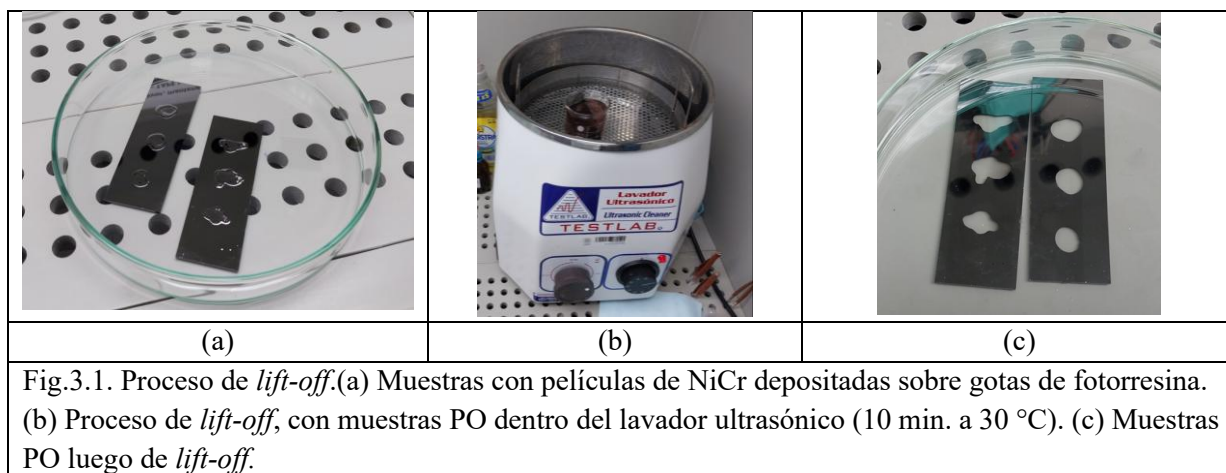 Lavador
Ultrasónico
Ultrasonic Cleaner
TESTLAB
TESTLAB
(a) (b) (c)
Fig.3.1. Proceso de lift-off.(a) Muestras con películas de NiCr depositadas sobre gotas de fotorresina.
(b) Proceso de lift-off, con muestras PO dentro del lavador ultrasónico (10 min. a 30 °C). (c) Muestras
PO luego de lift-off.